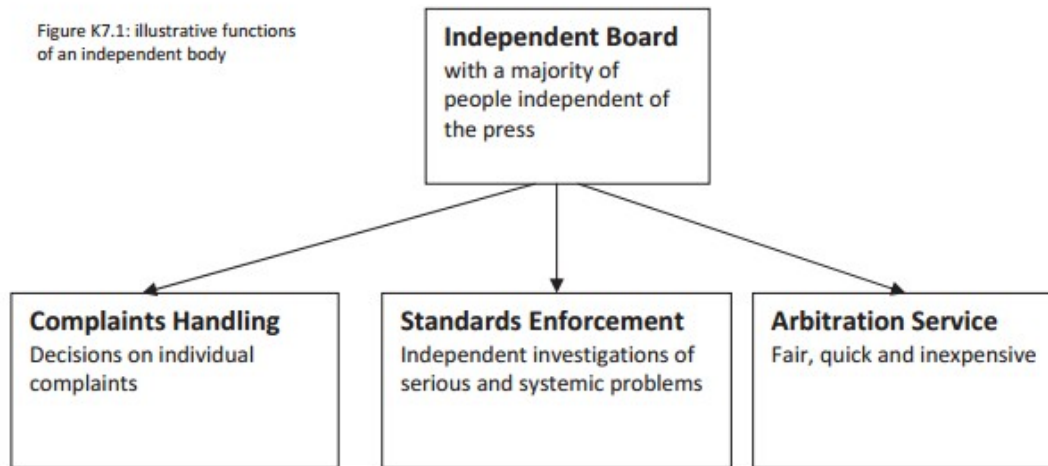 Figure K7.1: illustrative functions
of an independent body
Independent Board
with a majority of
people independent of
the press
Complaints Handling
Decisions on individual
complaints
Standards Enforcement
Independent investigations of
serious and systemic problems
Arbitration Service
Fair, quick and inexpensive